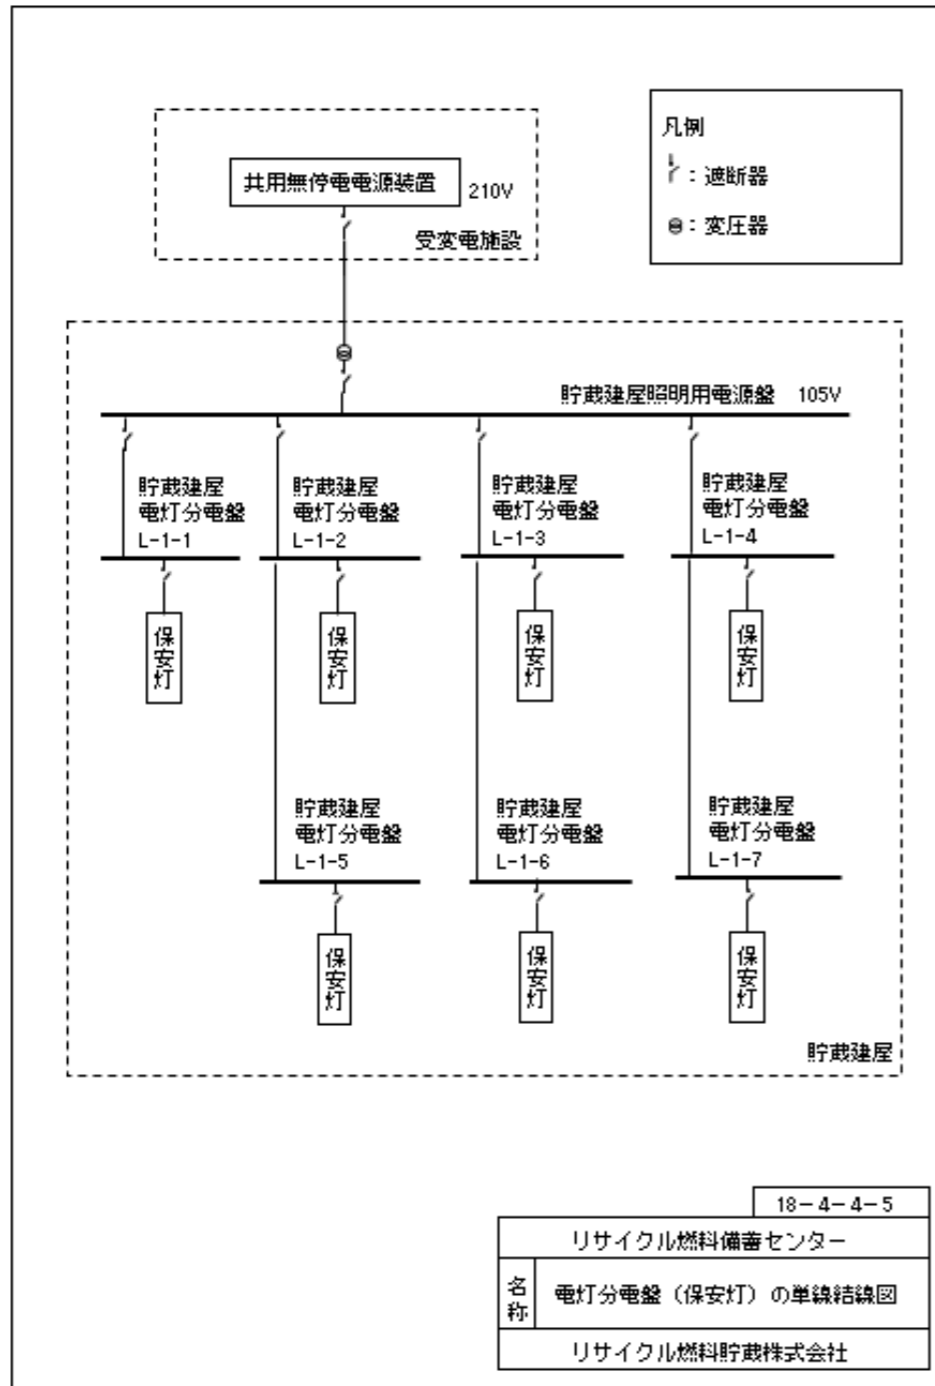 凡例
:遮断器
:変圧器
共用無停電電源装置
210V
受変電施設
貯蔵建屋照明用電源盤 105V
貯蔵建屋
電灯分電盤
L-1-1
貯蔵建屋
電灯分電盤
L-1-2
貯蔵建屋
電灯分電盤
L-1-3
貯蔵建屋
電灯分電盤
L-1-4
保安灯
保安灯
保安灯
保安灯
貯蔵建屋
電灯分電盤
L-1-5
貯蔵建屋
電灯分電盤
L-1-6
貯蔵建屋
電灯分電盤
L-1-7
保安灯
保安灯
保安灯
貯蔵建屋
18-4-4-5
リサイクル燃料備蓄センター
名称
電灯分電盤(保安灯)の単線結線図
リサイクル燃料貯蔵株式会社